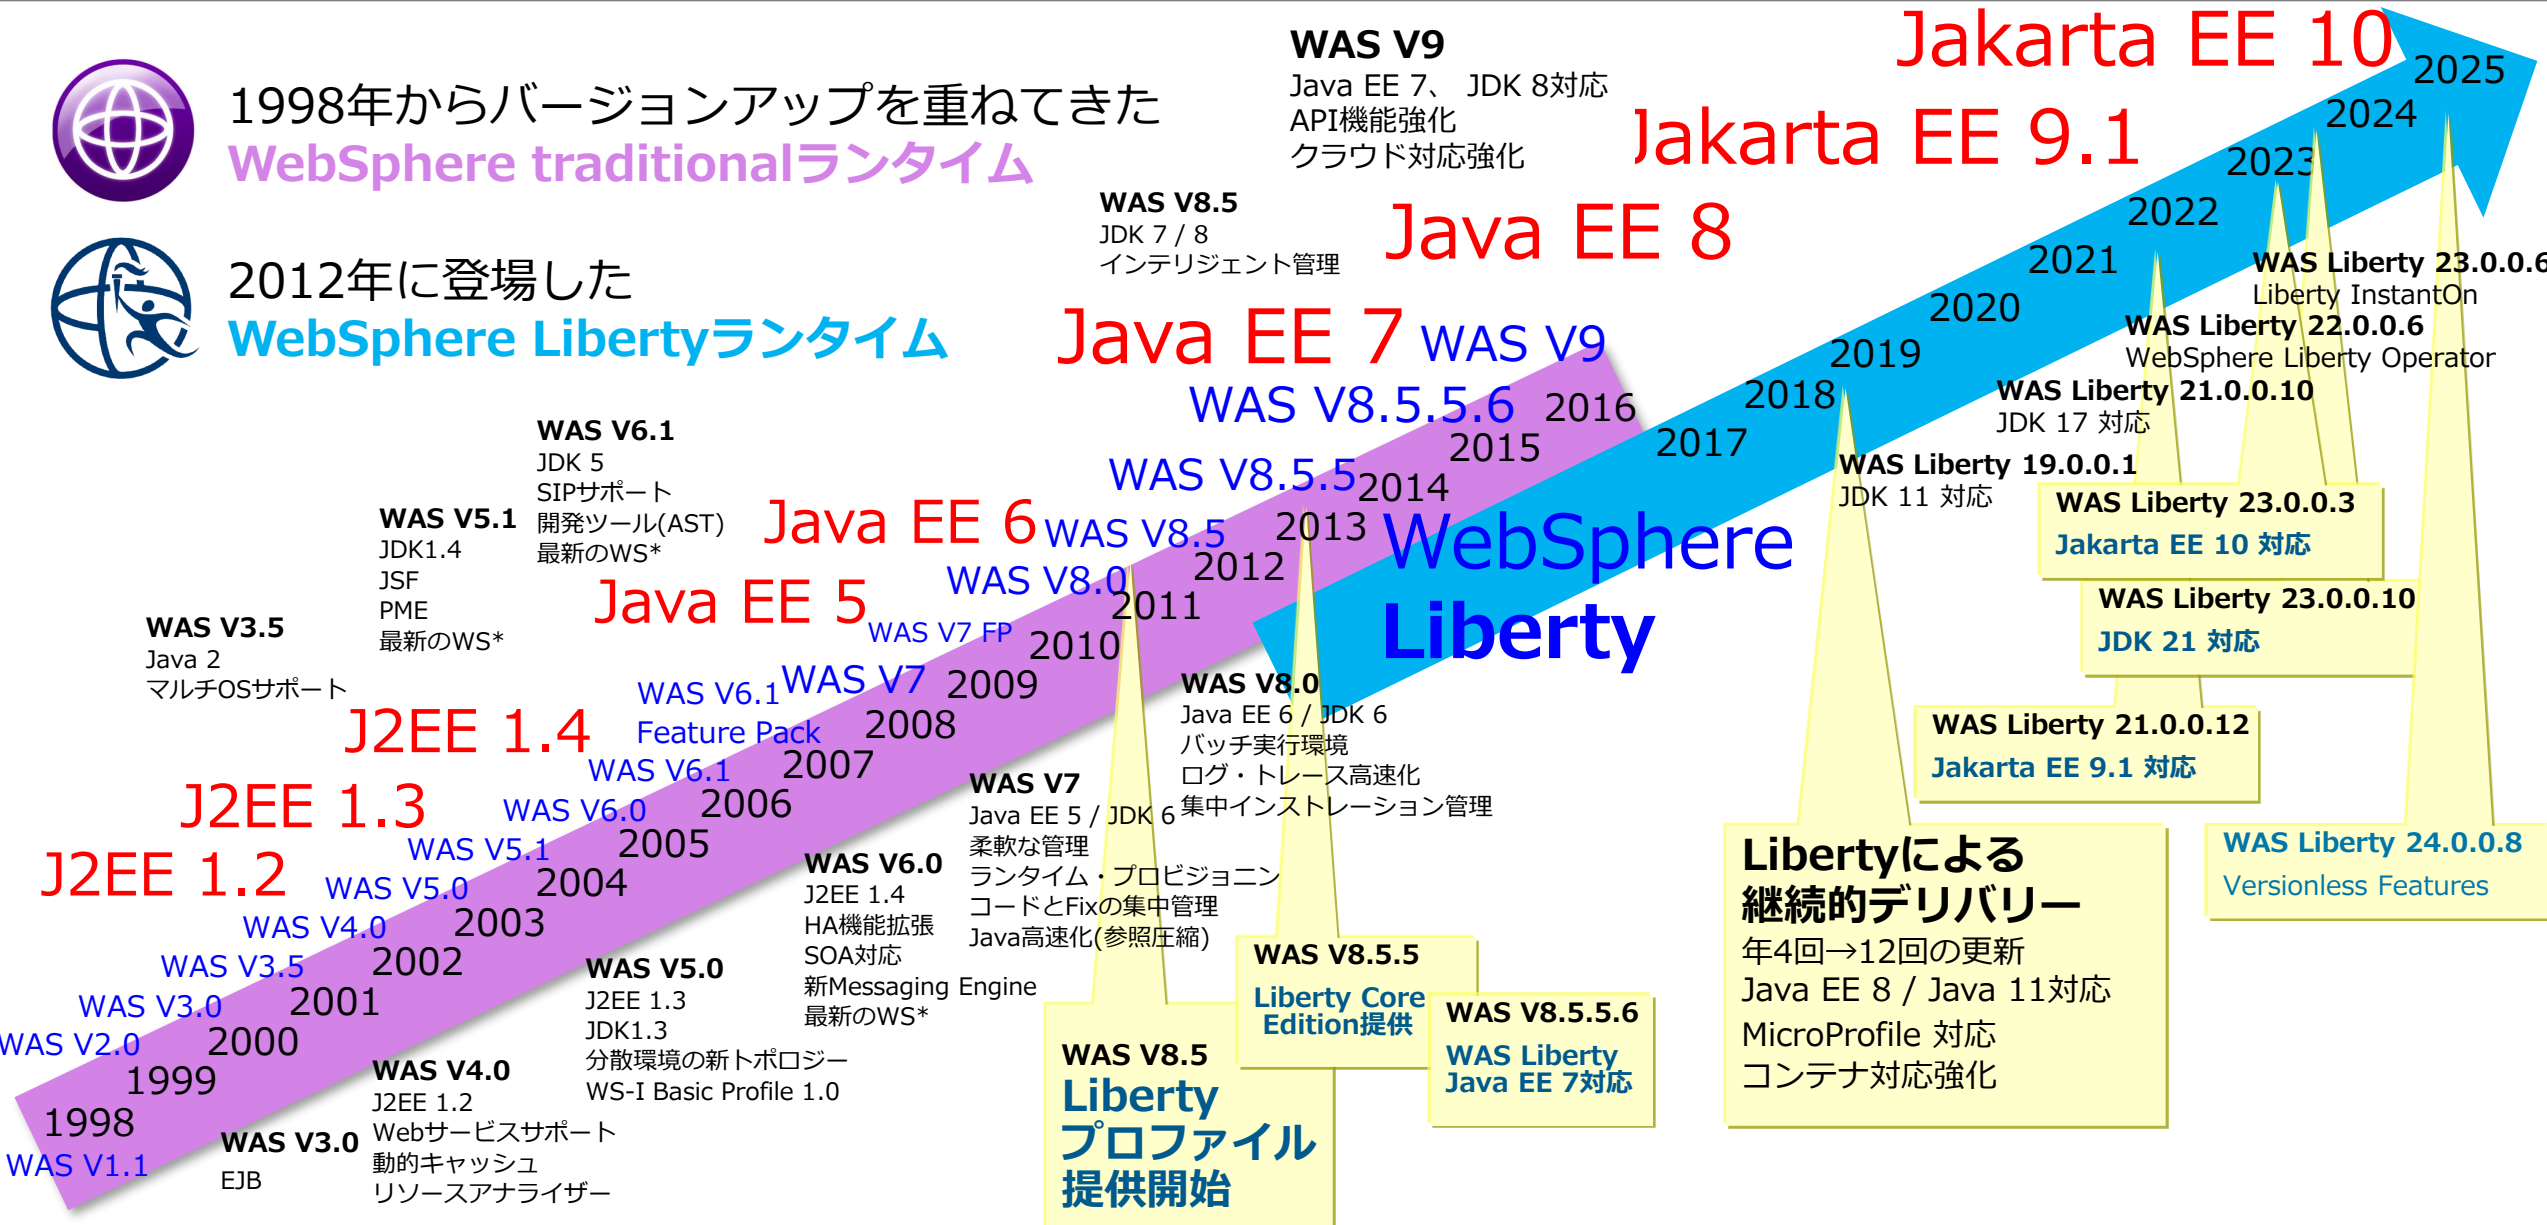 1998年からバージョンアップを重ねてきた
WebSphere traditionalランタイム
2012年に登場した
WebSphere Libertyランタイム
WAS V9
Java EE 7、 JDK 8対応
API機能強化
クラウド対応強化
Jakarta EE 10
Jakarta EE 9.1
Java EE 8
WAS V8.5
JDK 7 / 8
インテリジェント管理
Java EE 7
WAS V9
WAS V8.5.5.6
WAS V8.5.5
WAS V8.5
WAS V8.0
Java EE 6
Java EE 5
WAS V7 FP
WAS V7
WAS V6.1
Feature Pack
WAS V6.1
WAS V6.0
WAS V5.1
WAS V5.0
WAS V4.0
WAS V3.5
WAS V3.0
WAS V2.0
WAS V1.1
J2EE 1.4
J2EE 1.3
J2EE 1.2
1998
1999
2000
2001
2002
2003
2004
2005
2006
2007
2008
2009
2010
2011
2012
2013
2014
2015
2016
2017
2018
2019
2020
2021
2022
2023
2024
2025
WebSphere
Liberty
WAS V3.0
EJB
WAS V3.5
Java 2
マルチOSサポート
WAS V4.0
J2EE 1.2
Webサービスサポート
動的キャッシュ
リソースアナライザー
WAS V5.0
J2EE 1.3
JDK1.3
分散環境の新トポロジー
WS-I Basic Profile 1.0
WAS V5.1
JDK1.4
JSF
PME
最新のWS*
WAS V6.0
J2EE 1.4
HA機能拡張
SOA対応
新Messaging Engine
最新のWS*
WAS V6.1
JDK 5
SIPサポート
開発ツール(AST)
最新のWS*
WAS V7
Java EE 5 / JDK 6
柔軟な管理
ランタイム・プロビジョニン
コードとFixの集中管理
Java高速化(参照圧縮)
WAS V8.0
Java EE 6 / JDK 6
バッチ実行環境
ログ・トレース高速化
集中インストレーション管理
WAS V8.5
Liberty
プロファイル
提供開始
WAS V8.5.5
Liberty Core
Edition提供
WAS V8.5.5.6
WAS Liberty
Java EE 7対応
Libertyによる
継続的デリバリー
年4回→12回の更新
Java EE 8 / Java 11対応
MicroProfile 対応
コンテナ対応強化
WAS Liberty 23.0.0.6
Liberty InstantOn
WAS Liberty 22.0.0.6
WebSphere Liberty Operator
WAS Liberty 21.0.0.10
JDK 17 対応
WAS Liberty 19.0.0.1
JDK 11 対応
WAS Liberty 23.0.0.3
Jakarta EE 10 対応
WAS Liberty 23.0.0.10
JDK 21 対応
WAS Liberty 21.0.0.12
Jakarta EE 9.1 対応
WAS Liberty 24.0.0.8
Versionless Features